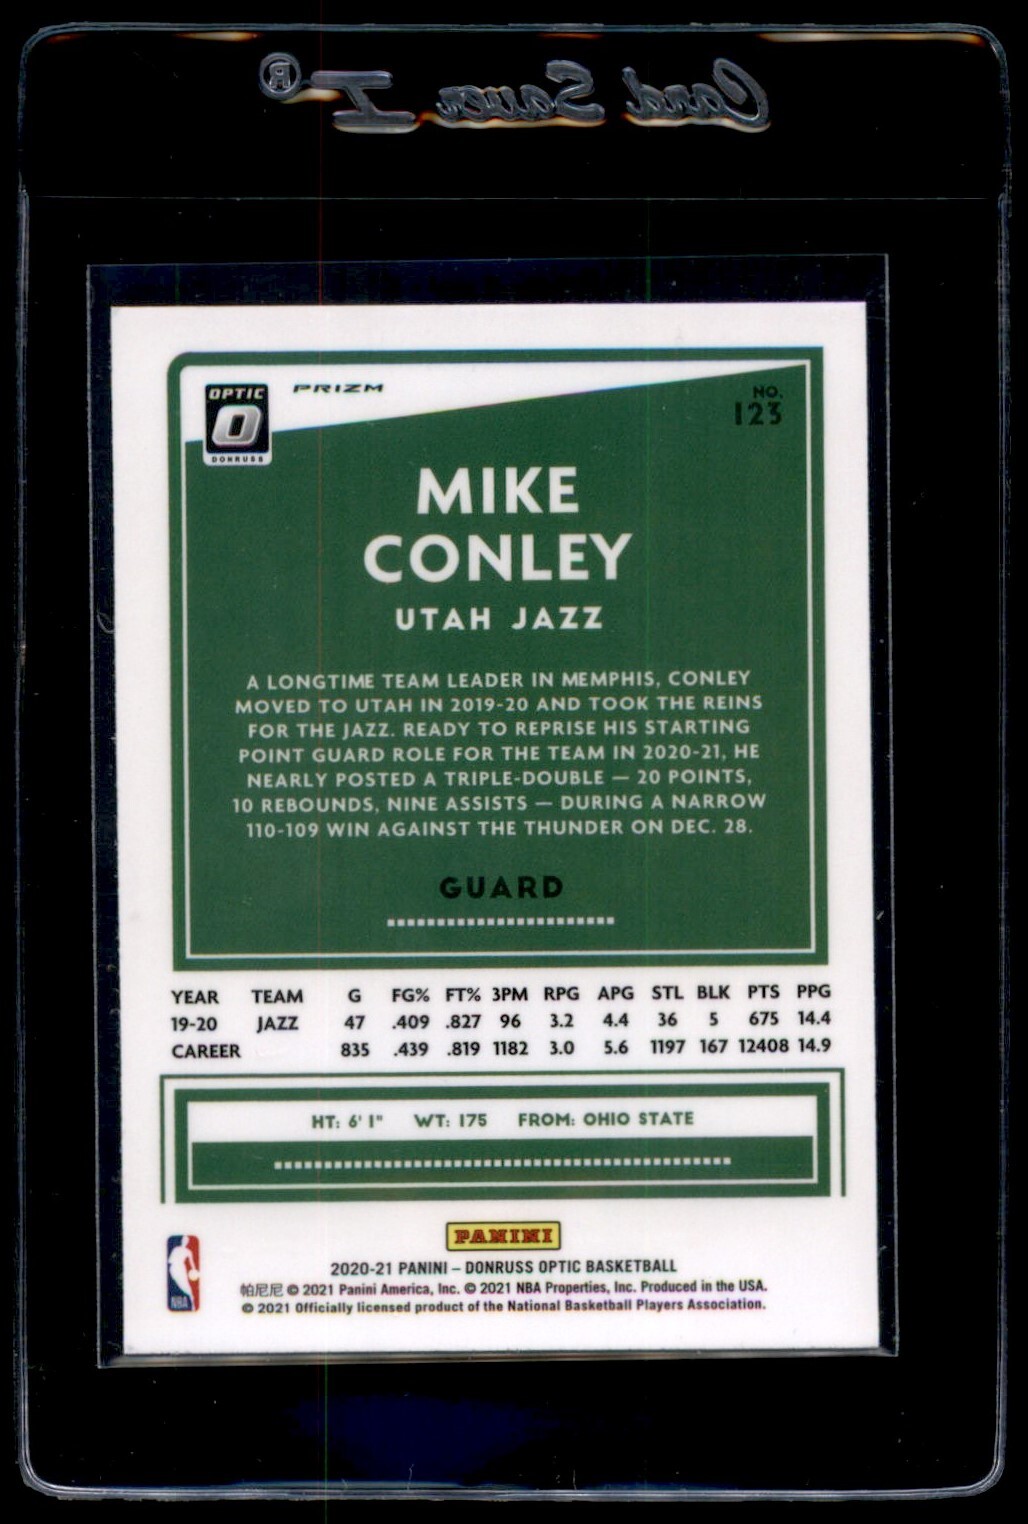 Card Saver I®
OPTIC
DONRUSS
PRIZM
NO.
123
MIKE
CONLEY
UTAH JAZZ
A LONGTIME TEAM LEADER IN MEMPHIS, CONLEY
MOVED TO UTAH IN 2019-20 AND TOOK THE REINS
FOR THE JAZZ. READY TO REPRISE HIS STARTING
POINT GUARD ROLE FOR THE TEAM IN 2020-21, HE
NEARLY POSTED A TRIPLE-DOUBLE — 20 POINTS,
10 REBOUNDS, NINE ASSISTS — DURING A NARROW
110-109 WIN AGAINST THE THUNDER ON DEC. 28.
GUARD
YEAR TEAM G FG% FT% 3PM RPG APG STL BLK PTS PPG
19-20 JAZZ 47 .409 .827 96 3.2 4.4 36 5 675 14.4
CAREER 835 .439 .819 1182 3.0 5.6 1197 167 12408 14.9
HT: 6' 1" WT: 175 FROM: OHIO STATE
PANINI
NBA
2020-21 PANINI – DONRUSS OPTIC BASKETBALL
帕尼尼 © 2021 Panini America, Inc. © 2021 NBA Properties, Inc. Produced in the USA.
© 2021 Officially licensed product of the National Basketball Players Association.